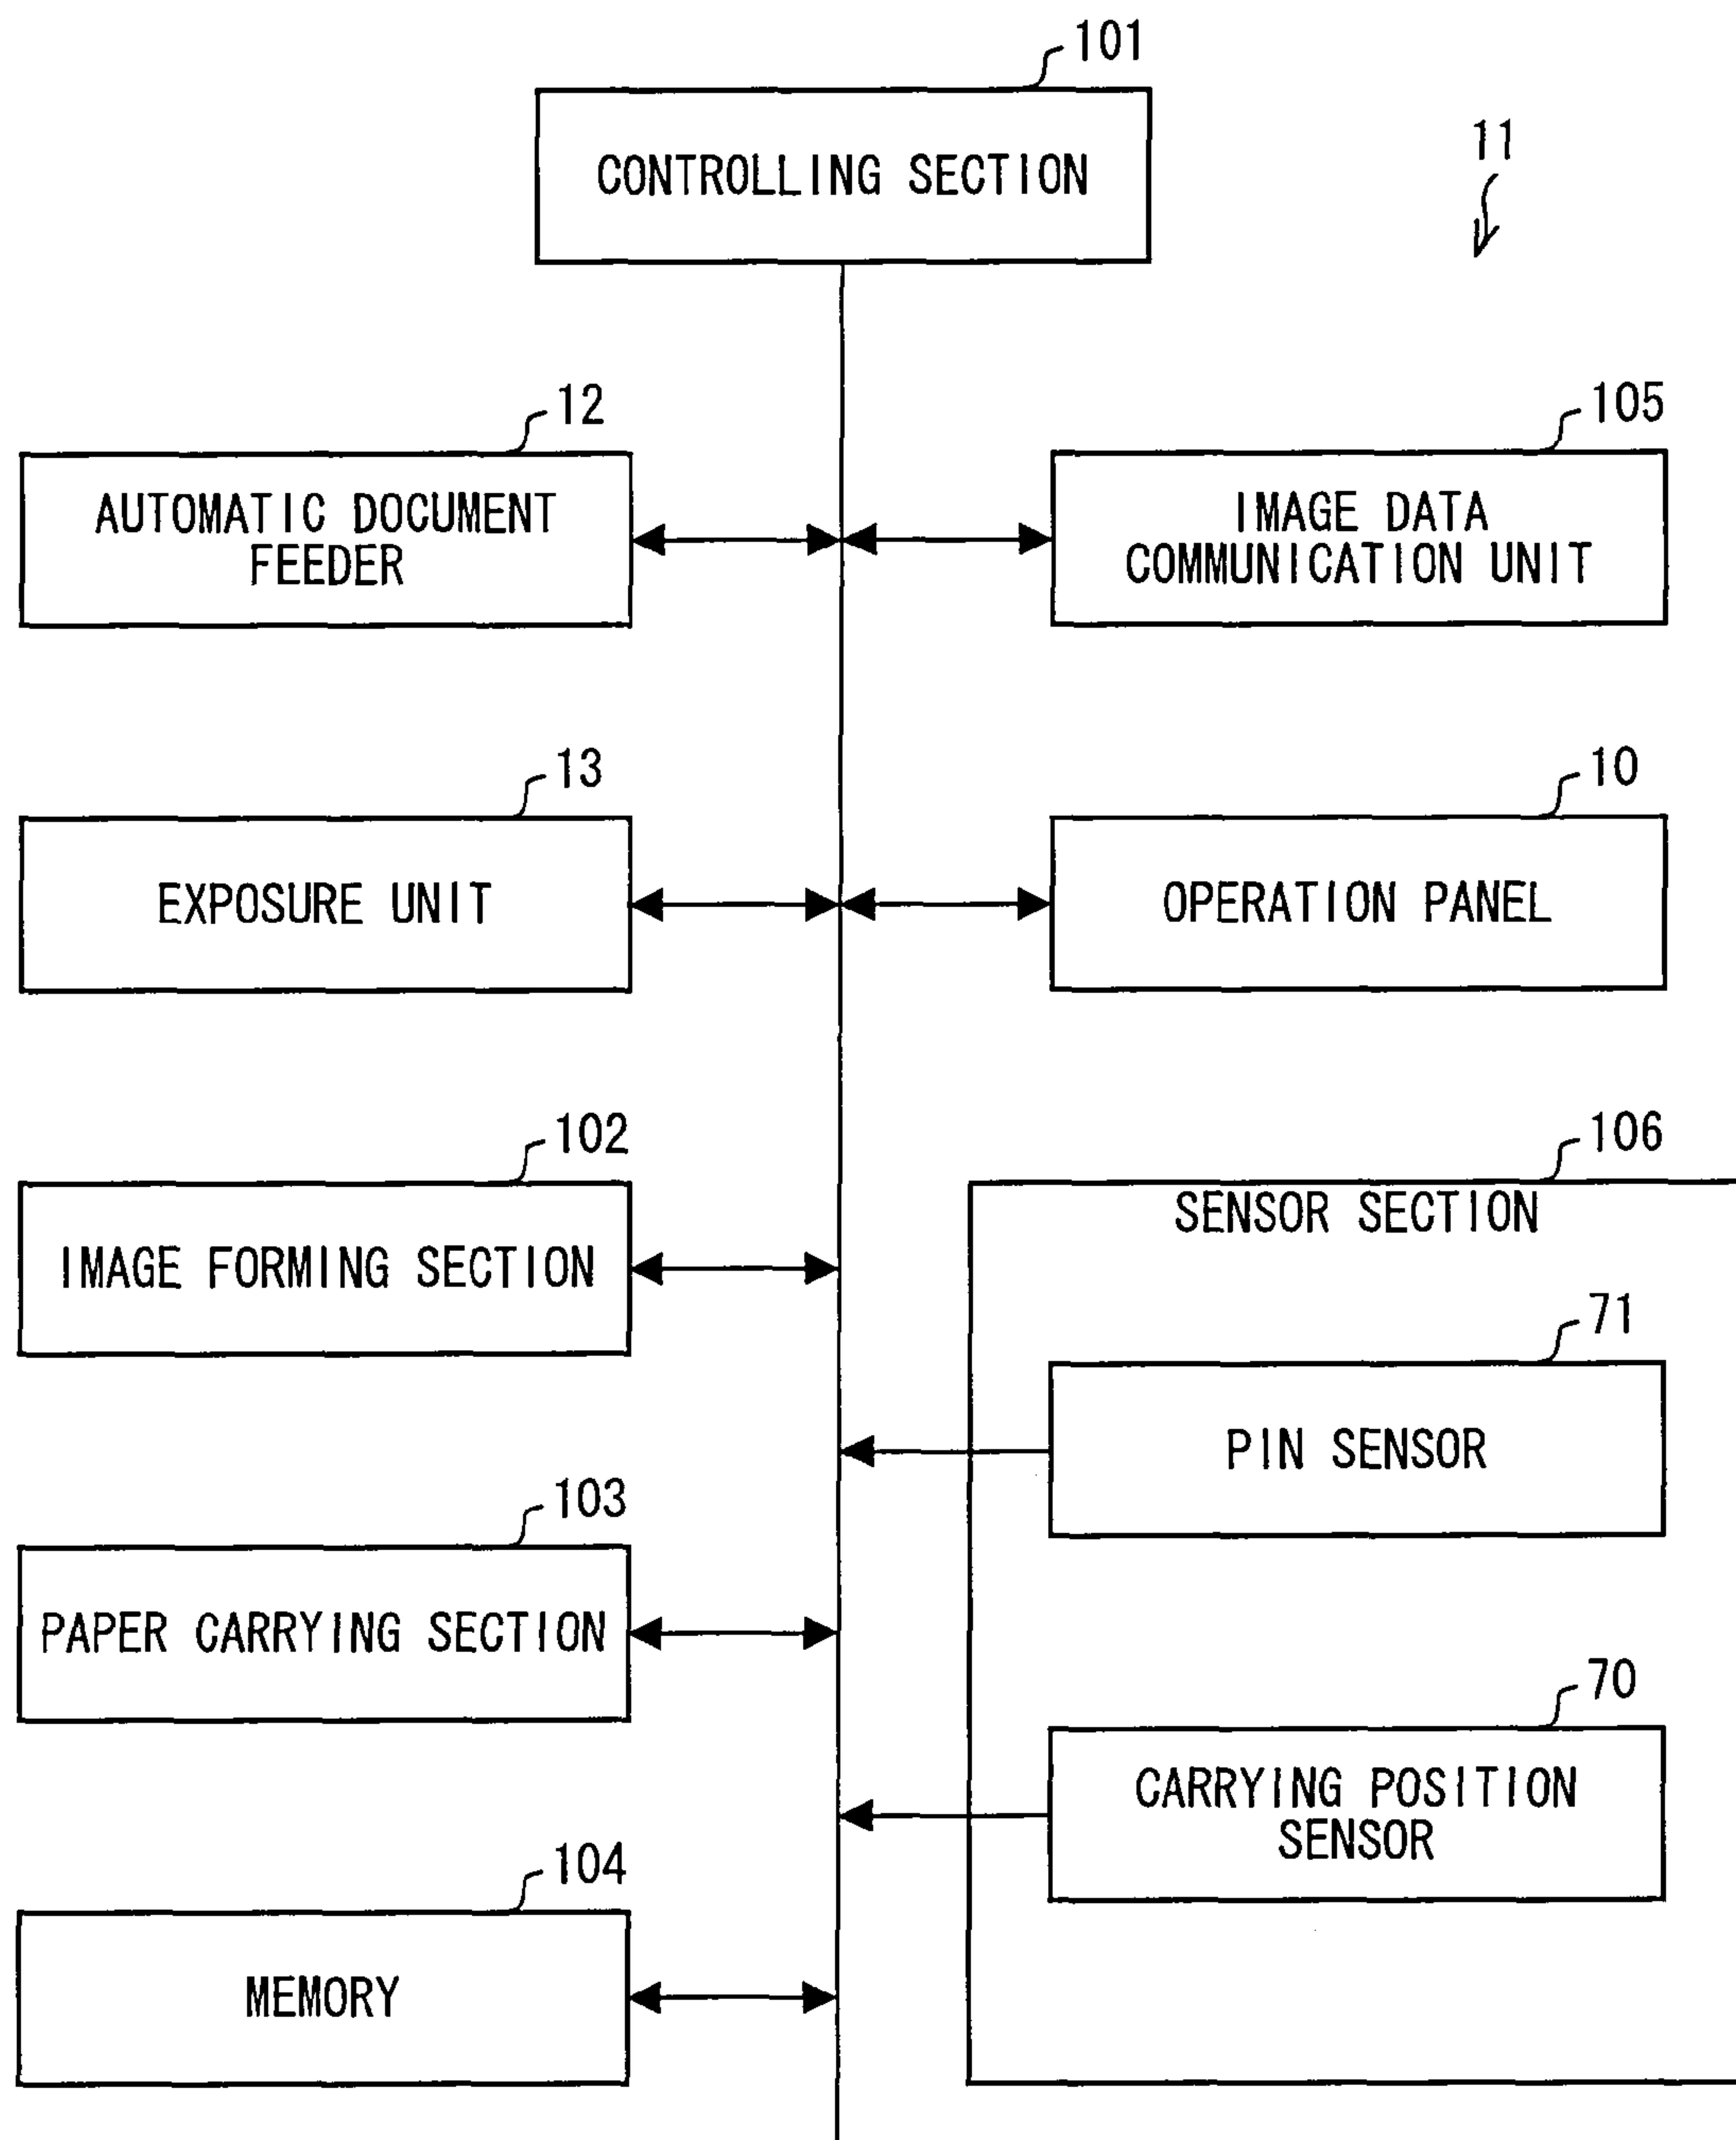 101
CONTROLLING SECTION
11
12
AUTOMATIC DOCUMENT
FEEDER
105
IMAGE DATA
COMMUNICATION UNIT
13
EXPOSURE UNIT
10
OPERATION PANEL
102
IMAGE FORMING SECTION
106
SENSOR SECTION
71
PIN SENSOR
103
PAPER CARRYING SECTION
70
CARRYING POSITION
SENSOR
104
MEMORY